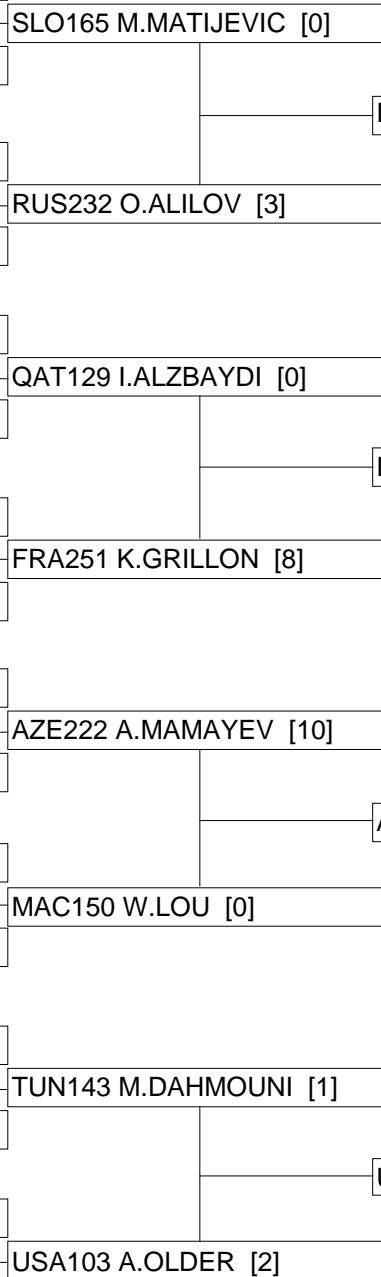 SLO165 M.MATIJEVIC [0]
RUS232 O.ALILOV [3]
QAT129 I.ALZBAYDI [0]
FRA251 K.GRILLON [8]
AZE222 A.MAMAYEV [10]
MAC150 W.LOU [0]
TUN143 M.DAHMOUNI [1]
USA103 A.OLDER [2]